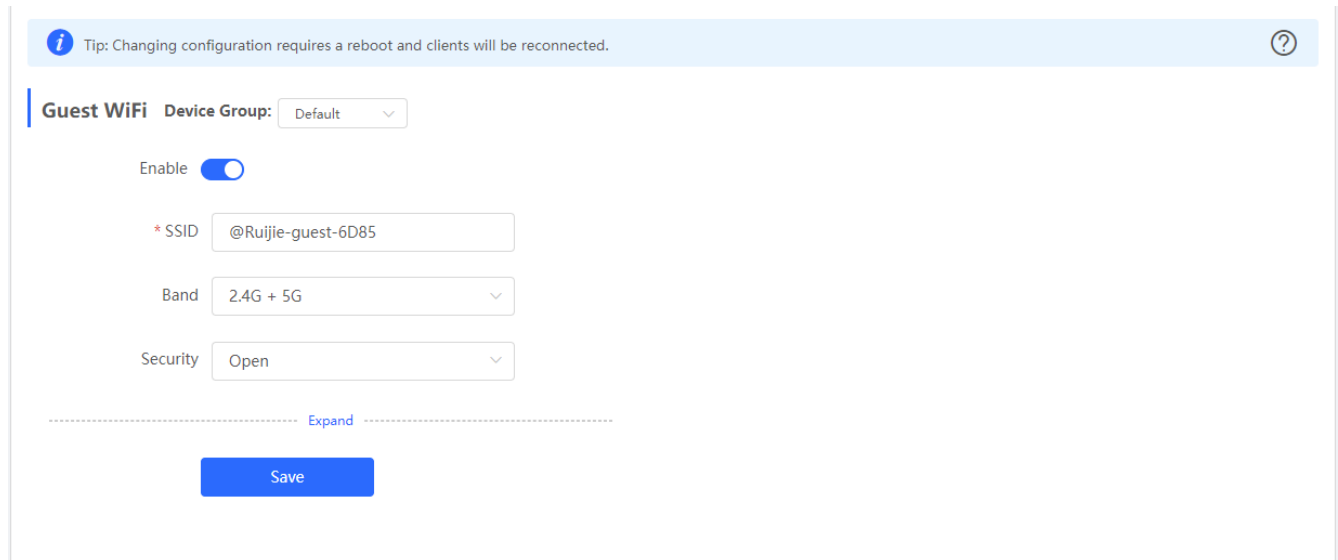 Tip: Changing configuration requires a reboot and clients will be reconnected.
Guest WiFi Device Group: Default
Enable
* SSID @Ruijie-guest-6D85
Band 2.4G + 5G
Security Open
Expand
Save